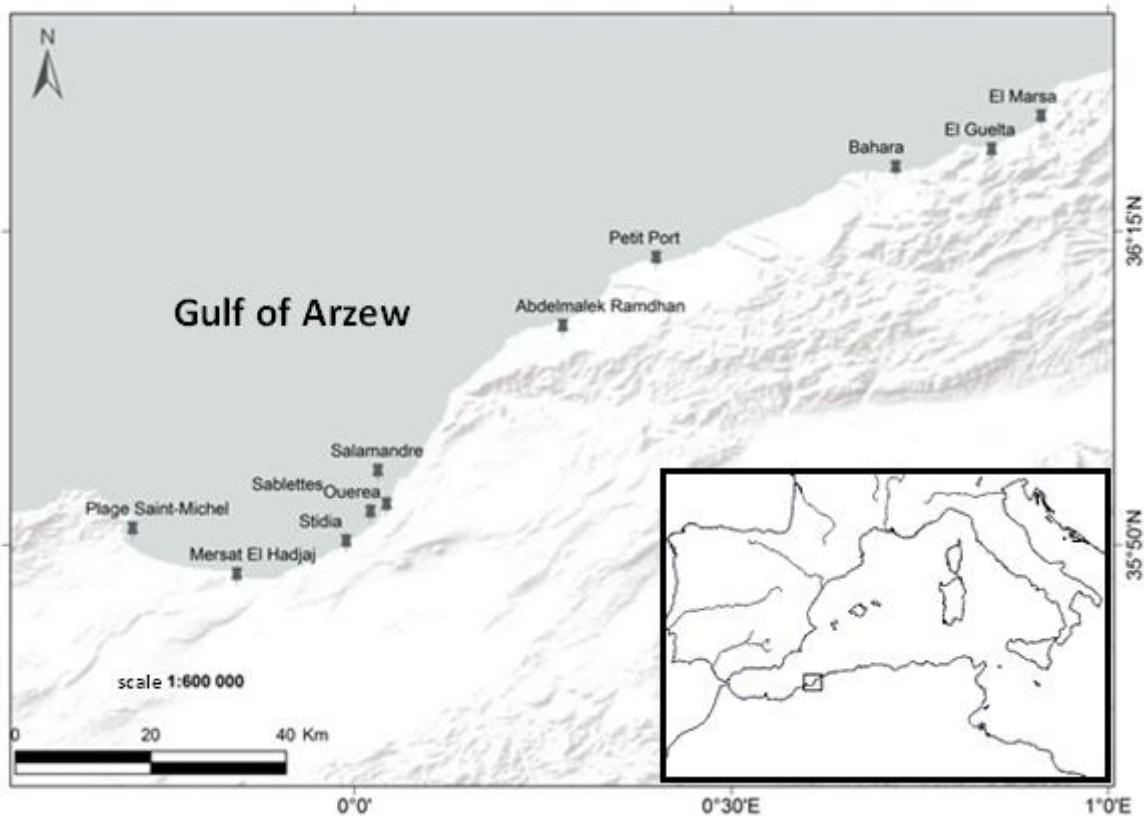 N
El Marsa
El Guelta
Bahara
36°15'N
Petit Port
Gulf of Arzew
Abdelmalek Ramdhan
Salamandre
Sablettes
Ouerea
Plage Saint-Michel
Stidia
35°50'N
Mersat El Hadjaj
scale 1:600 000
0 20 40 Km
0°0' 0°30'E 1°0'E